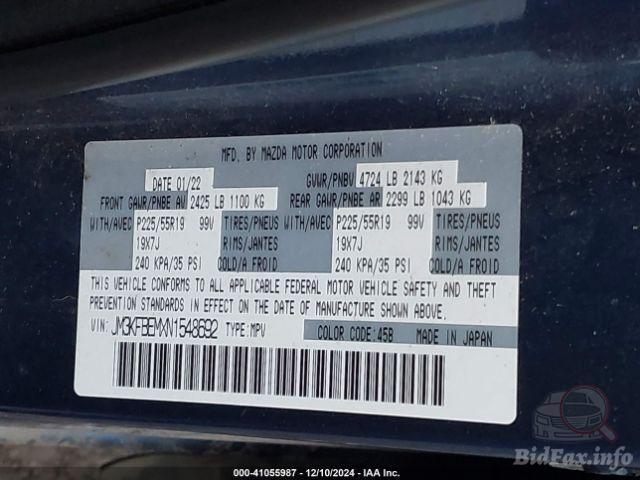 MFD. BY MAZDA MOTOR CORPORATION
DATE 01/22 GVWR/PNBV 4724 LB 2143 KG
FRONT GAWR/PNBE AV 2425 LB 1100 KG REAR GAWR/PNBE AR 2299 LB 1043 KG
WITH/AVEC P225/55R19 99V TIRES/PNEUS WITH/AVEC P225/55R19 99V TIRES/PNEUS
19X7J RIMS/JANTES 19X7J RIMS/JANTES
240 KPA/35 PSI COLD/A FROID 240 KPA/35 PSI COLD/A FROID
THIS VEHICLE CONFORMS TO ALL APPLICABLE FEDERAL MOTOR VEHICLE SAFETY AND THEFT
PREVENTION STANDARDS IN EFFECT ON THE DATE OF MANUFACTURE SHOWN ABOVE.
VIN: JM3KFBEMXN1548692 TYPE:MPV COLOR CODE:45B MADE IN JAPAN
000-41055987 - 12/10/2024 - IAA Inc.
BidFax.info